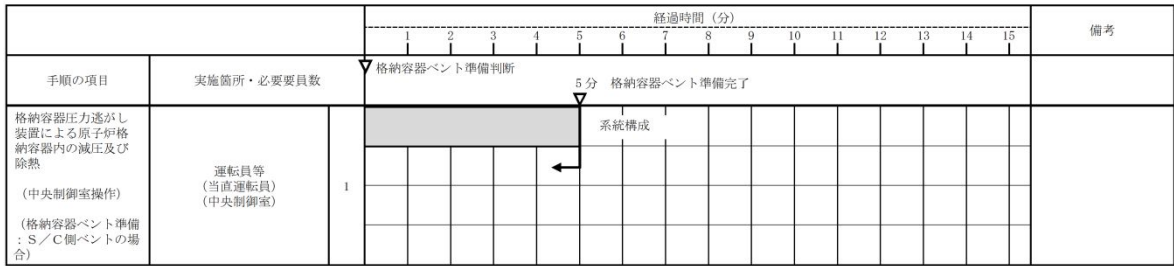 経過時間（分）
備考
1 2 3 4 5 6 7 8 9 10 11 12 13 14 15
手順の項目
実施箇所・必要要員数
格納容器ベント準備判断
5分 格納容器ベント準備完了
格納容器圧力逃がし
装置による原子炉格
納容器内の減圧及び
除熱
（中央制御室操作）
（格納容器ベント準備
：Ｓ／Ｃ側ベントの場
合）
運転員等
（当直運転員）
（中央制御室）
1
系統構成